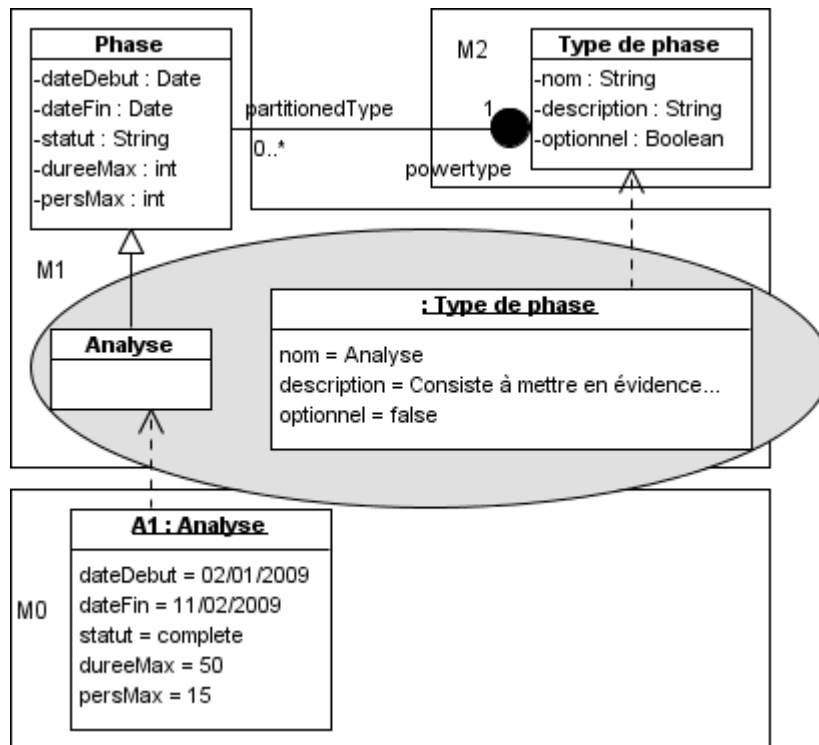 Phase
-dateDebut : Date
-dateFin : Date
-statut : String
-dureeMax : int
-persMax : int
M2
Type de phase
-nom : String
-description : String
-optionnel : Boolean
partitionedType
0..*
1
powertype
M1
Analyse
: Type de phase
nom = Analyse
description = Consiste à mettre en évidence...
optionnel = false
M0
A1 : Analyse
dateDebut = 02/01/2009
dateFin = 11/02/2009
statut = complete
dureeMax = 50
persMax = 15